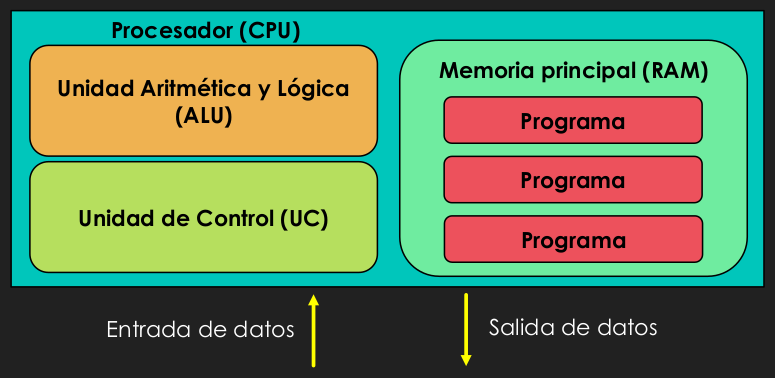 Procesador (CPU)
Unidad Aritmética y Lógica
(ALU)
Unidad de Control (UC)
Memoria principal (RAM)
Programa
Programa
Programa
Entrada de datos
Salida de datos